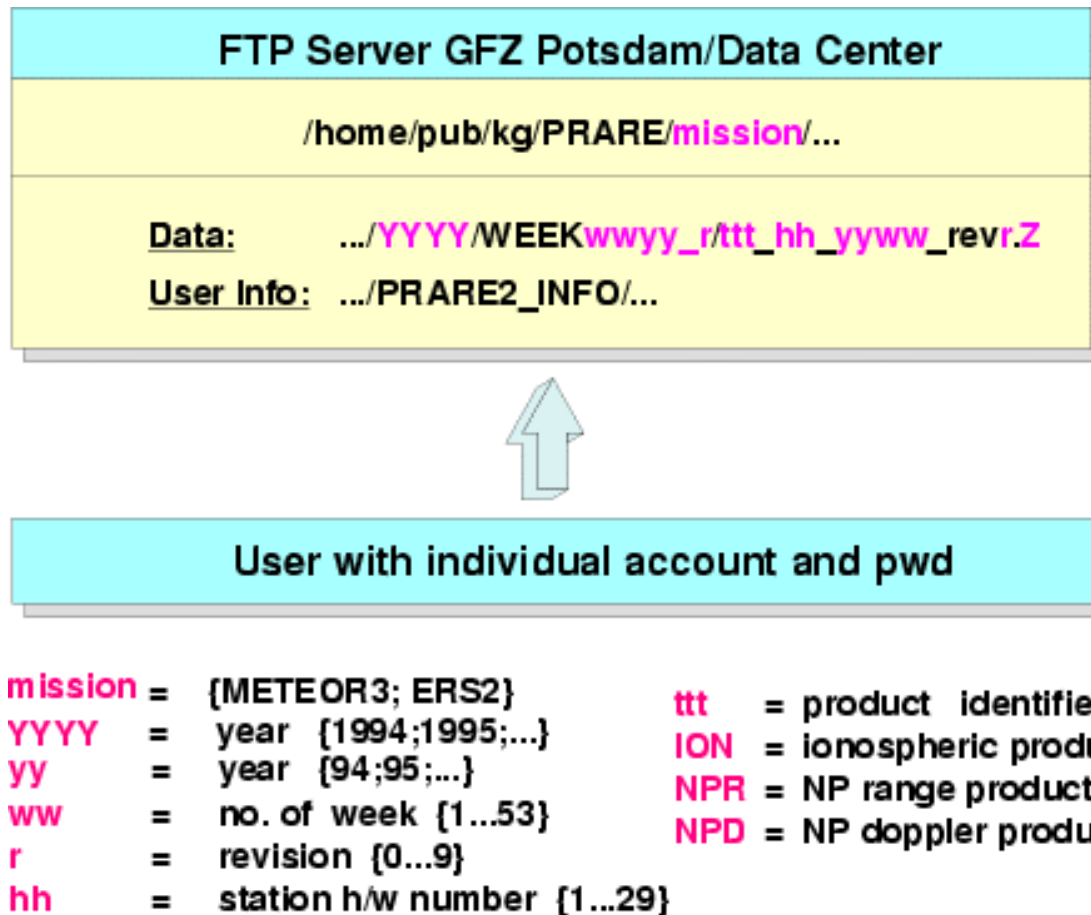 FTP Server GFZ Potsdam/Data Center
/home/pub/kg/PRARE/mission/...
Data: .../YYYY/WEEKwwyy_r/ttt_hh_yyww_revr.Z
User Info: .../PRARE2_INFO/...
User with individual account and pwd
mission = {METEOR3; ERS2}
YYYY = year {1994;1995;...}
yy = year {94;95;...}
ww = no. of week {1...53}
r = revision {0...9}
hh = station h/w number {1...29}
ttt = product identifie
ION = ionospheric produ
NPR = NP range product
NPD = NP doppler produ